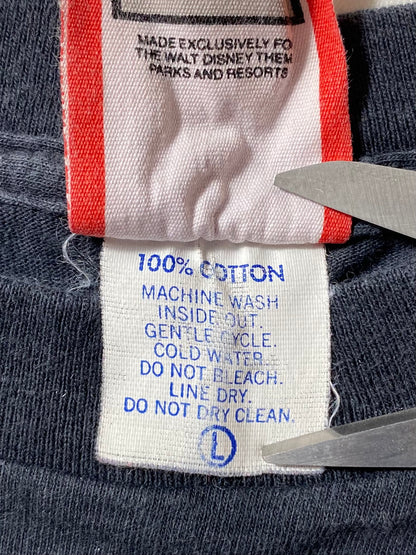 MADE EXCLUSIVELY FO
THE WALT DISNEY THEM
PARKS AND RESORTS
100% COTTON
MACHINE WASH
INSIDE OUT.
GENTLE CYCLE.
COLD WATER.
DO NOT BLEACH.
LINE DRY.
DO NOT DRY CLEAN.
L